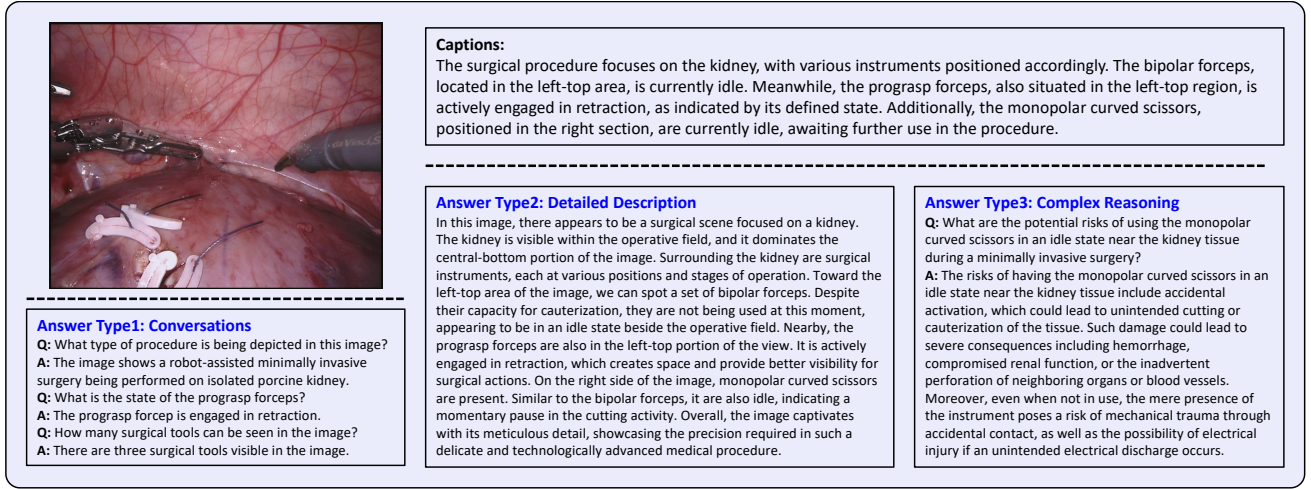 Captions:
The surgical procedure focuses on the kidney, with various instruments positioned accordingly. The bipolar forceps,
located in the left-top area, is currently idle. Meanwhile, the prograsp forceps, also situated in the left-top region, is
actively engaged in retraction, as indicated by its defined state. Additionally, the monopolar curved scissors,
positioned in the right section, are currently idle, awaiting further use in the procedure.
Answer Type1: Conversations
Q: What type of procedure is being depicted in this image?
A: The image shows a robot-assisted minimally invasive
surgery being performed on isolated porcine kidney.
Q: What is the state of the prograsp forceps?
A: The prograsp forcep is engaged in retraction.
Q: How many surgical tools can be seen in the image?
A: There are three surgical tools visible in the image.
Answer Type2: Detailed Description
In this image, there appears to be a surgical scene focused on a kidney.
The kidney is visible within the operative field, and it dominates the
central-bottom portion of the image. Surrounding the kidney are surgical
instruments, each at various positions and stages of operation. Toward the
left-top area of the image, we can spot a set of bipolar forceps. Despite
their capacity for cauterization, they are not being used at this moment,
appearing to be in an idle state beside the operative field. Nearby, the
prograsp forceps are also in the left-top portion of the view. It is actively
engaged in retraction, which creates space and provide better visibility for
surgical actions. On the right side of the image, monopolar curved scissors
are present. Similar to the bipolar forceps, it are also idle, indicating a
momentary pause in the cutting activity. Overall, the image captivates
with its meticulous detail, showcasing the precision required in such a
delicate and technologically advanced medical procedure.
Answer Type3: Complex Reasoning
Q: What are the potential risks of using the monopolar
curved scissors in an idle state near the kidney tissue
during a minimally invasive surgery?
A: The risks of having the monopolar curved scissors in an
idle state near the kidney tissue include accidental
activation, which could lead to unintended cutting or
cauterization of the tissue. Such damage could lead to
severe consequences including hemorrhage,
compromised renal function, or the inadvertent
perforation of neighboring organs or blood vessels.
Moreover, even when not in use, the mere presence of
the instrument poses a risk of mechanical trauma through
accidental contact, as well as the possibility of electrical
injury if an unintended electrical discharge occurs.